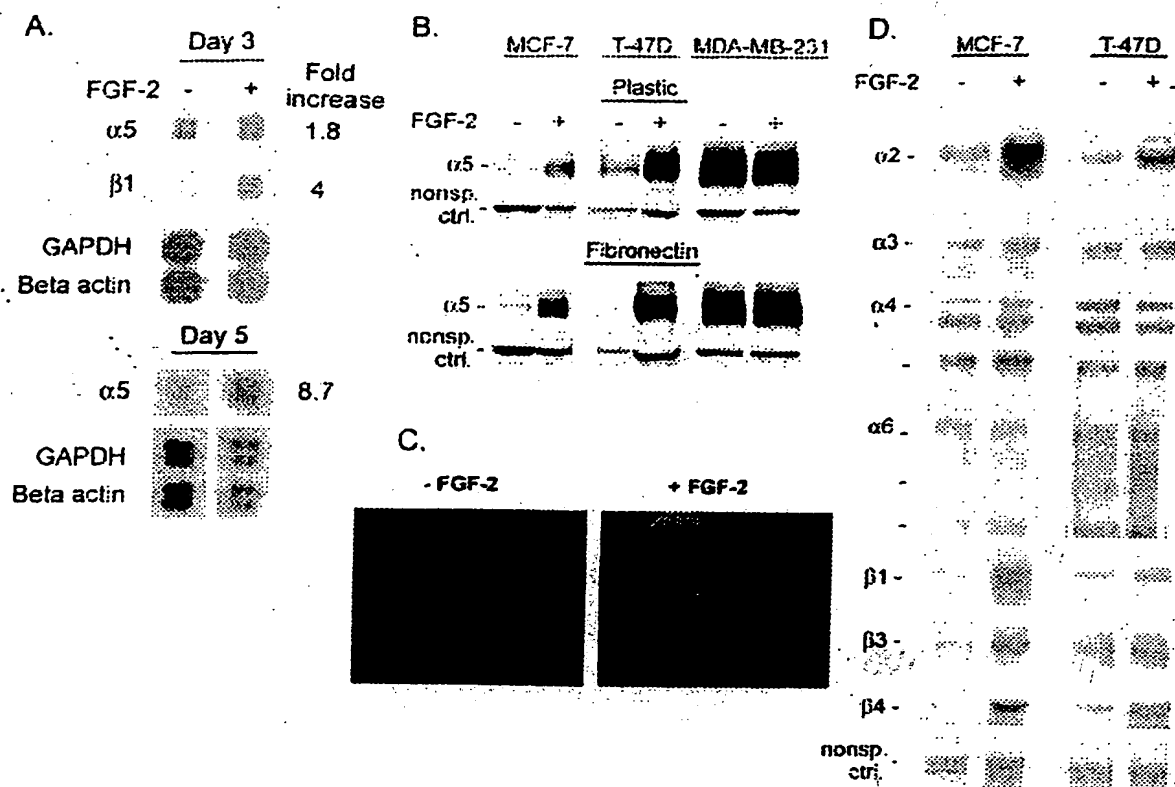 A.
Day 3
FGF-2 - + Fold increase
α5 1.8
β1 4
GAPDH
Beta actin
Day 5
α5 8.7
GAPDH
Beta actin
B.
MCF-7 T-47D MDA-MB-231
Plastic
FGF-2 - + - + - +
α5 -
nonsp. ctrl. -
Fibronectin
α5 -
nonsp. ctrl. -
C.
- FGF-2 + FGF-2
D.
MCF-7 T-47D
FGF-2 - + - +
α2 -
α3 -
α4 -
-
α6 -
-
-
β1 -
β3 -
β4 -
nonsp. ctrl. -